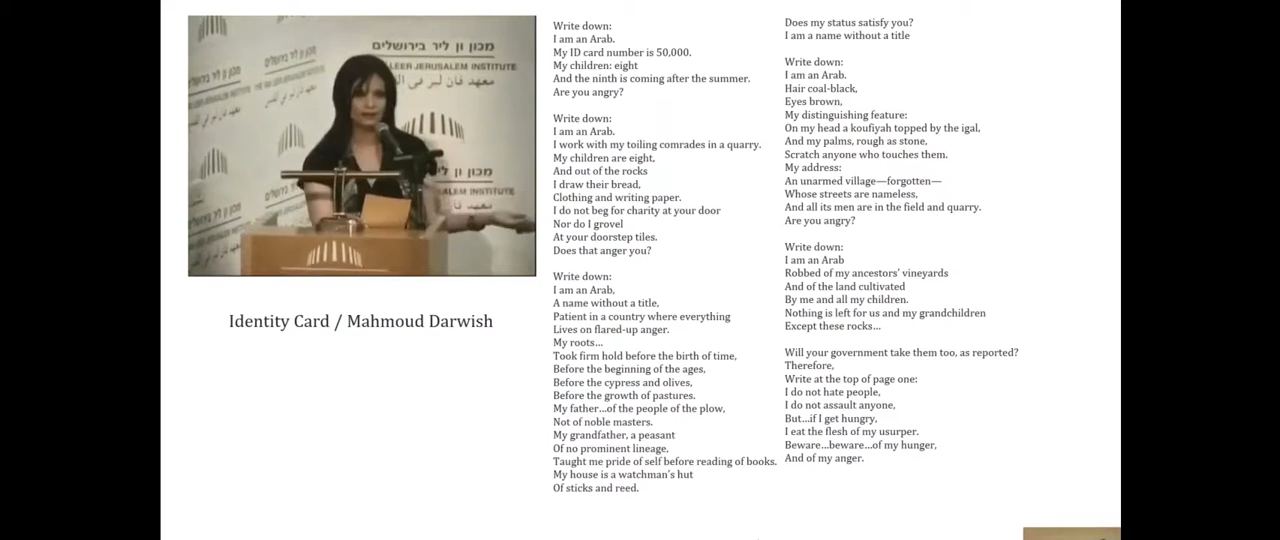 מכון ון ליר בירושלים
LEER JERUSALEM INSTITUTE
معهد فان لير في القدس
Identity Card / Mahmoud Darwish
Write down:
I am an Arab.
My ID card number is 50,000.
My children: eight
And the ninth is coming after the summer.
Are you angry?
Write down:
I am an Arab.
I work with my toiling comrades in a quarry.
My children are eight,
And out of the rocks
I draw their bread,
Clothing and writing paper.
I do not beg for charity at your door
Nor do I grovel
At your doorstep tiles.
Does that anger you?
Write down:
I am an Arab,
A name without a title,
Patient in a country where everything
Lives on flared-up anger.
My roots…
Took firm hold before the birth of time,
Before the beginning of the ages,
Before the cypress and olives,
Before the growth of pastures.
My father…of the people of the plow,
Not of noble masters.
My grandfather, a peasant
Of no prominent lineage,
Taught me pride of self before reading of books.
My house is a watchman's hut
Of sticks and reed.
Does my status satisfy you?
I am a name without a title
Write down:
I am an Arab.
Hair coal-black,
Eyes brown,
My distinguishing feature:
On my head a koufiyah topped by the igal,
And my palms, rough as stone,
Scratch anyone who touches them.
My address:
An unarmed village—forgotten—
Whose streets are nameless,
And all its men are in the field and quarry.
Are you angry?
Write down:
I am an Arab
Robbed of my ancestors' vineyards
And of the land cultivated
By me and all my children.
Nothing is left for us and my grandchildren
Except these rocks…
Will your government take them too, as reported?
Therefore,
Write at the top of page one:
I do not hate people,
I do not assault anyone,
But…if I get hungry,
I eat the flesh of my usurper.
Beware…beware…of my hunger,
And of my anger.